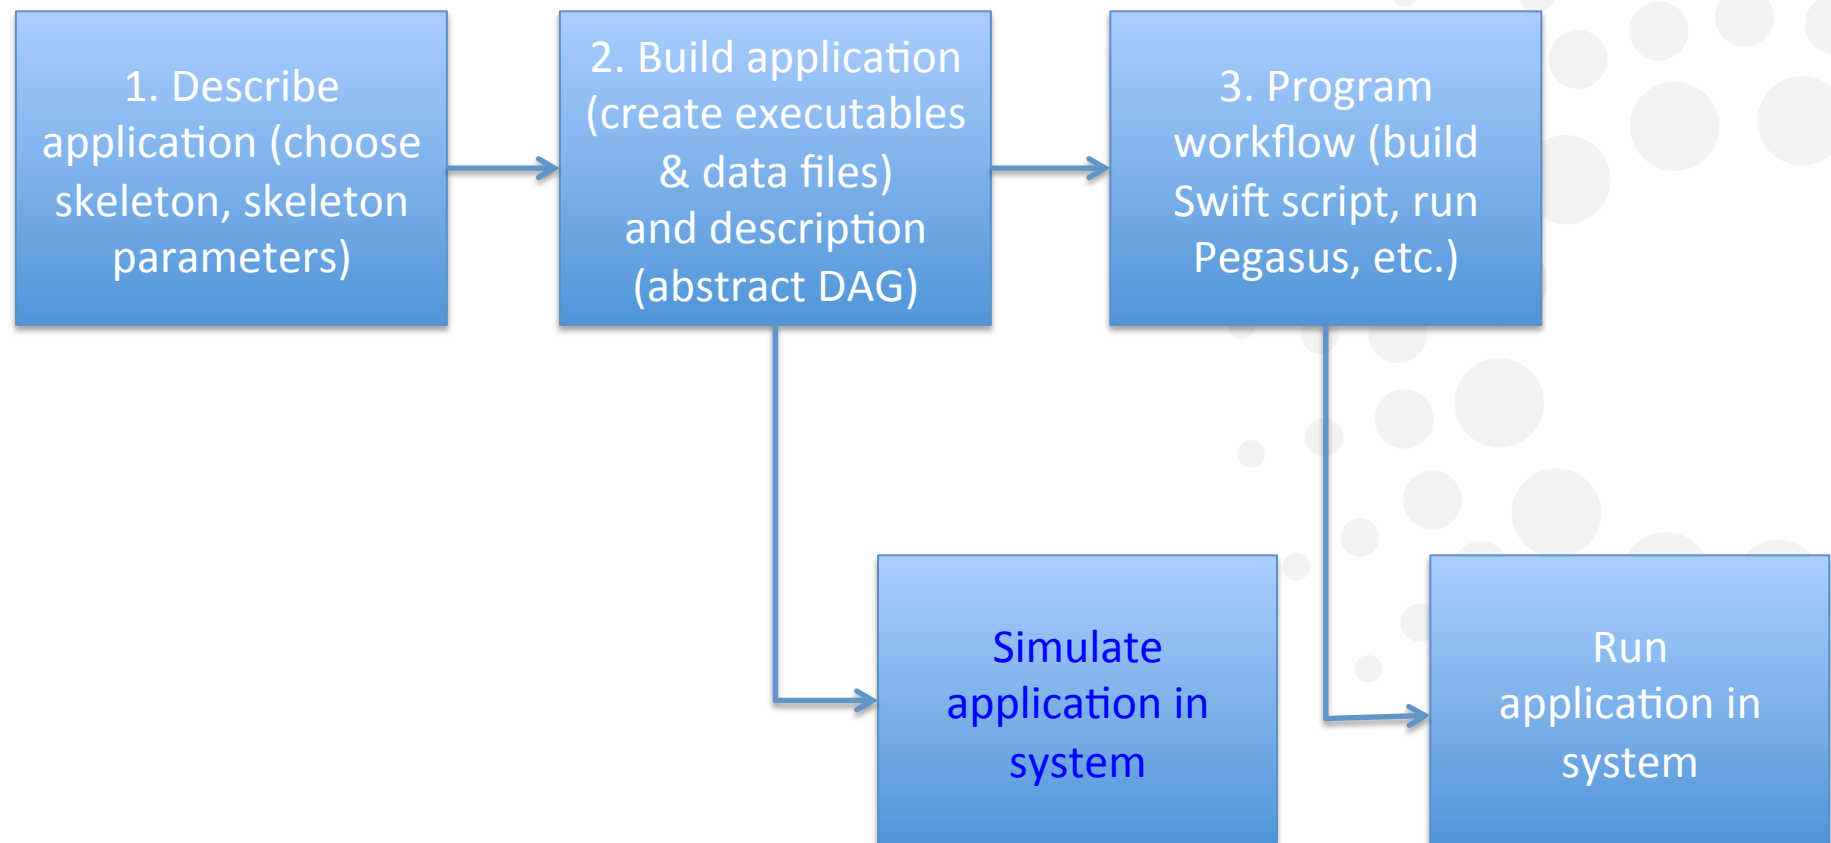 1. Describe
application (choose
skeleton, skeleton
parameters)
2. Build application
(create executables
& data files)
and description
(abstract DAG)
3. Program
workflow (build
Swift script, run
Pegasus, etc.)
Simulate
application in
system
Run
application in
system